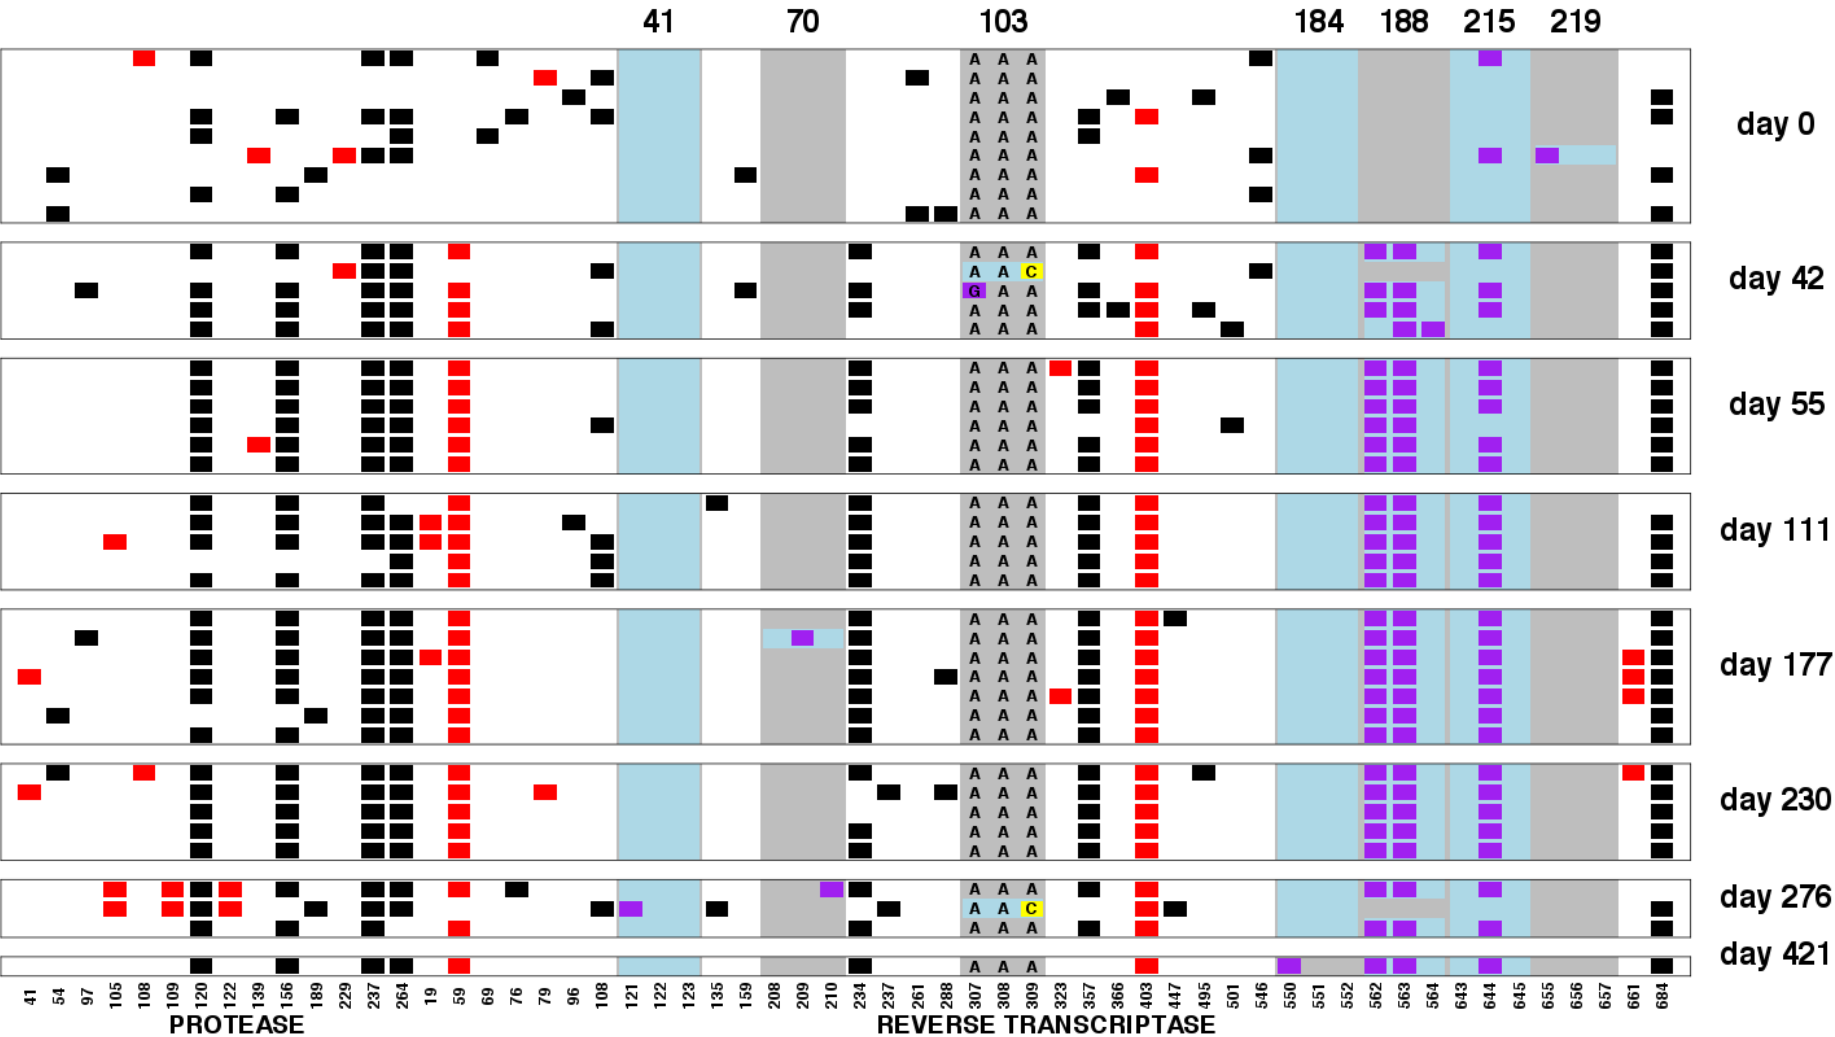 41 70 103 184 188 215 219
A A A
A A A
A A A
A A A
A A A
A A A
A A A
A A A
A A A
day 0
A A A
A A C
G A A
A A A
A A A
day 42
A A A
A A A
A A A
A A A
A A A
A A A
day 55
A A A
A A A
A A A
A A A
A A A
day 111
A A A
A A A
A A A
A A A
A A A
A A A
A A A
day 177
A A A
A A A
A A A
A A A
A A A
day 230
A A A
A A C
A A A
day 276
A A A
day 421
41 54 97 105 108 109 120 122 139 156 189 229 237 264 19 59 69 76 79 96 108 121 122 123 135 159 208 209 210 234 237 261 288 307 308 309 323 357 366 403 447 495 501 546 550 551 552 562 563 564 643 644 645 655 656 657 661 684
PROTEASE REVERSE TRANSCRIPTASE